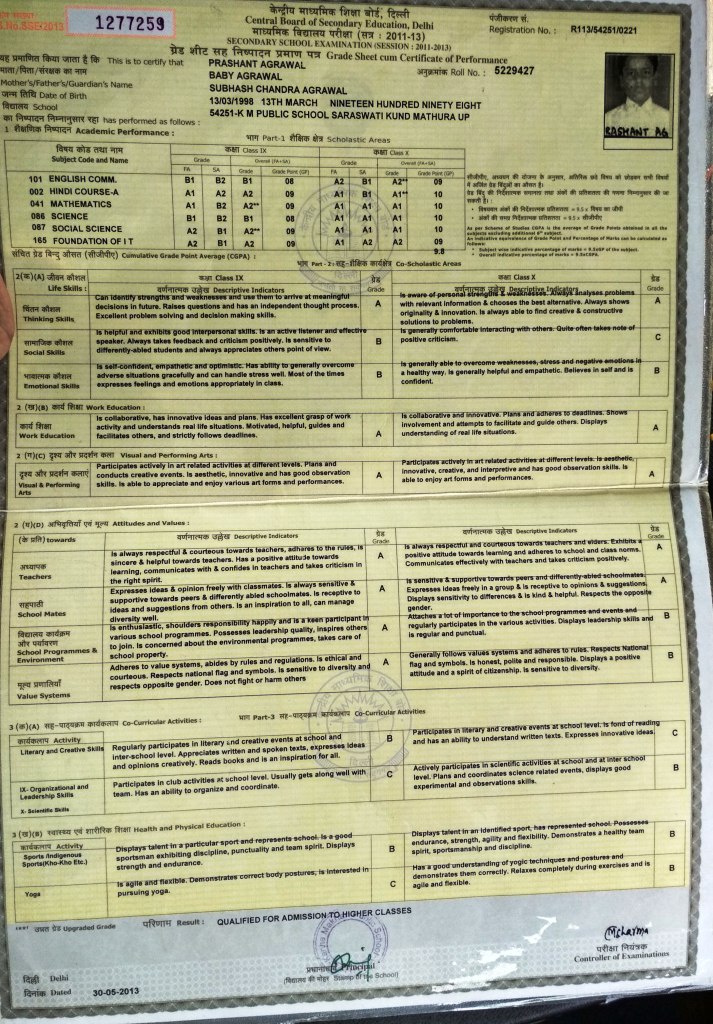 केन्द्रीय माध्यमिक शिक्षा बोर्ड, दिल्ली
Central Board of Secondary Education, Delhi
माध्यमिक विद्यालय परीक्षा (सत्र : 2011-13)
SECONDARY SCHOOL EXAMINATION (SESSION : 2011-2013)
1277259
पंजीकरण सं.
Registration No. : R113/54251/0221
ग्रेड शीट सह निष्पादन प्रमाण पत्र Grade Sheet cum Certificate of Performance
यह प्रमाणित किया जाता है कि This is to certify that PRASHANT AGRAWAL
अनुक्रमांक Roll No. : 5229427
माता/पिता/संरक्षक का नाम BABY AGRAWAL
Mother's/Father's/Guardian's Name SUBHASH CHANDRA AGRAWAL
जन्म तिथि Date of Birth 13/03/1998 13TH MARCH NINETEEN HUNDRED NINETY EIGHT
विद्यालय School 54251-K M PUBLIC SCHOOL SARASWATI KUND MATHURA UP
का निष्पादन निम्नानुसार रहा has performed as follows :
1 शैक्षणिक निष्पादन Academic Performance : भाग Part-1 शैक्षिक क्षेत्र Scholastic Areas
विषय कोड तथा नाम कक्षा Class IX कक्षा Class X
Subject Code and Name Grade Overall (FA+SA) Grade Overall (FA+SA)
FA SA Grade Grade Point (GP) FA SA Grade Grade Point (GP)
101 ENGLISH COMM. B1 B2 B1 08 A2 B1 A2** 09
002 HINDI COURSE-A A1 A2 A2 09 A1 B1 A1** 10
041 MATHEMATICS A1 B2 A2** 09 A1 A1 A1 10
086 SCIENCE B1 B2 B1 08 A1 A1 A1 10
087 SOCIAL SCIENCE A2 B1 A2** 09 A1 A1 A1 10
165 FOUNDATION OF I T A2 B1 A2 09 A1 A2 A2 09
As per Scheme of Studies CGPA is the average of Grade Points obtained in all the subjects excluding additional 6th subject.
An indicative equivalence of Grade Point and Percentage of Marks can be calculated as follows:
Subject wise indicative percentage of marks = 9.5xGP of the subject.
Overall indicative percentage of marks = 9.5xCGPA.
संचित ग्रेड बिन्दु औसत (सीजीपीए) Cumulative Grade Point Average (CGPA) : 9.8
भाग Part - 2 : सह-शैक्षिक कार्यक्षेत्र Co-Scholastic Areas
2(क)(A) जीवन कौशल कक्षा Class IX ग्रेड कक्षा Class X ग्रेड
Life Skills : वर्णनात्मक उल्लेख Descriptive Indicators Grade वर्णनात्मक उल्लेख Descriptive Indicators Grade
चिंतन कौशल
Thinking Skills
Can identify strengths and weaknesses and use them to arrive at meaningful
decisions in future. Raises questions and has an independent thought process.
Excellent problem solving and decision making skills.
A
Is aware of personal strengths & weaknesses. Always analyses problems
with relevant information & chooses the best alternative. Always shows
originality & innovation. Is always able to find creative & constructive
solutions to problems.
A
सामाजिक कौशल
Social Skills
Is helpful and exhibits good interpersonal skills. Is an active listener and effective
speaker. Always takes feedback and criticism positively. Is sensitive to
differently-abled students and always appreciates others point of view.
B
Is generally comfortable interacting with others. Quite often takes note of
positive criticism.
C
भावात्मक कौशल
Emotional Skills
Is self-confident, empathetic and optimistic. Has ability to generally overcome
adverse situations gracefully and can handle stress well. Most of the times
expresses feelings and emotions appropriately in class.
B
Is generally able to overcome weaknesses, stress and negative emotions in
a healthy way. Is generally helpful and empathetic. Believes in self and is
confident.
B
2 (ख)(B) कार्य शिक्षा Work Education :
कार्य शिक्षा
Work Education
Is collaborative, has innovative ideas and plans. Has excellent grasp of work
activity and understands real life situations. Motivated, helpful, guides and
facilitates others, and strictly follows deadlines.
A
Is collaborative and innovative. Plans and adheres to deadlines. Shows
involvement and attempts to facilitate and guide others. Displays
understanding of real life situations.
A
2 (ग)(C) दृश्य और प्रदर्शन कला Visual and Performing Arts :
दृश्य और प्रदर्शन कलाएं
Visual & Performing
Arts
Participates actively in art related activities at different levels. Plans and
conducts creative events. Is aesthetic, innovative and has good observation
skills. Is able to appreciate and enjoy various art forms and performances.
A
Participates actively in art related activities at different levels. Is aesthetic,
innovative, creative, and interpretive and has good observation skills. Is
able to enjoy art forms and performances.
A
2 (घ)(D) अभिवृत्तियाँ एवं मूल्य Attitudes and Values :
(के प्रति) towards वर्णनात्मक उल्लेख Descriptive Indicators ग्रेड Grade वर्णनात्मक उल्लेख Descriptive Indicators ग्रेड Grade
अध्यापक
Teachers
Is always respectful & courteous towards teachers, adheres to the rules, is
sincere & helpful towards teachers. Has a positive attitude towards
learning, communicates with & confides in teachers and takes criticism in
the right spirit.
A
Is always respectful and courteous towards teachers and elders. Exhibits a
positive attitude towards learning and adheres to school and class norms.
Communicates effectively with teachers and takes criticism positively.
A
सहपाठी
School Mates
Expresses ideas & opinion freely with classmates. Is always sensitive &
supportive towards peers & differently abled schoolmates. Is receptive to
ideas and suggestions from others. Is an inspiration to all, can manage
diversity well.
A
Is sensitive & supportive towards peers and differently-abled schoolmates.
Expresses ideas freely in a group & is receptive to opinions & suggestions.
Displays sensitivity to differences & is kind & helpful. Respects the opposite
gender.
A
विद्यालय कार्यक्रम
और पर्यावरण
School Programmes &
Environment
Is enthusiastic, shoulders responsibility happily and is a keen participant in
various school programmes. Possesses leadership quality, inspires others
to join. Is concerned about the environmental programmes, takes care of
school property.
A
Attaches a lot of importance to the school programmes and events and
regularly participates in the various activities. Displays leadership skills and
is regular and punctual.
B
मूल्य प्रणालियाँ
Value Systems
Adheres to value systems, abides by rules and regulations. Is ethical and
courteous. Respects national flag and symbols. Is sensitive to diversity and
respects opposite gender. Does not fight or harm others
A
Generally follows values systems and adheres to rules. Respects National
flag and symbols. Is honest, polite and responsible. Displays a positive
attitude and a spirit of citizenship. Is sensitive to diversity.
B
भाग Part-3 सह-पाठ्यक्रम कार्यकलाप Co-Curricular Activities
3 (क)(A) सह-पाठ्यक्रम कार्यकलाप Co-Curricular Activities :
कार्यकलाप Activity
Literary and Creative Skills
Regularly participates in literary and creative events at school and
inter-school level. Appreciates written and spoken texts, expresses ideas
and opinions creatively. Reads books and is an inspiration for all.
B
Participates in literary and creative events at school level. Is fond of reading
and has an ability to understand written texts. Expresses innovative ideas.
C
IX- Organizational and
Leadership Skills
X- Scientific Skills
Participates in club activities at school level. Usually gets along well with
team. Has an ability to organize and coordinate.
C
Actively participates in scientific activities at school and at inter school
level. Plans and coordinates science related events, displays good
experimental and observations skills.
B
3 (ख)(B) स्वास्थ्य एवं शारीरिक शिक्षा Health and Physical Education :
कार्यकलाप Activity
Sports /Indigenous
Sports(Kho-Kho Etc.)
Displays talent in a particular sport and represents school. Is a good
sportsman exhibiting discipline, punctuality and team spirit. Displays
strength and endurance.
B
Displays talent in an identified sport, has represented school. Possesses
endurance, strength, agility and flexibility. Demonstrates a healthy team
spirit, sportsmanship and discipline.
B
Yoga
Is agile and flexible. Demonstrates correct body postures, is interested in
pursuing yoga.
C
Has a good understanding of yogic techniques and postures and
demonstrates them correctly. Relaxes completely during exercises and is
agile and flexible.
B
उन्नत ग्रेड Upgraded Grade परिणाम Result : QUALIFIED FOR ADMISSION TO HIGHER CLASSES
दिल्ली Delhi
दिनांक Dated 30-05-2013
प्रधानाचार्य Principal
(विद्यालय की मोहर Stamp of the School)
परीक्षा नियंत्रक
Controller of Examinations